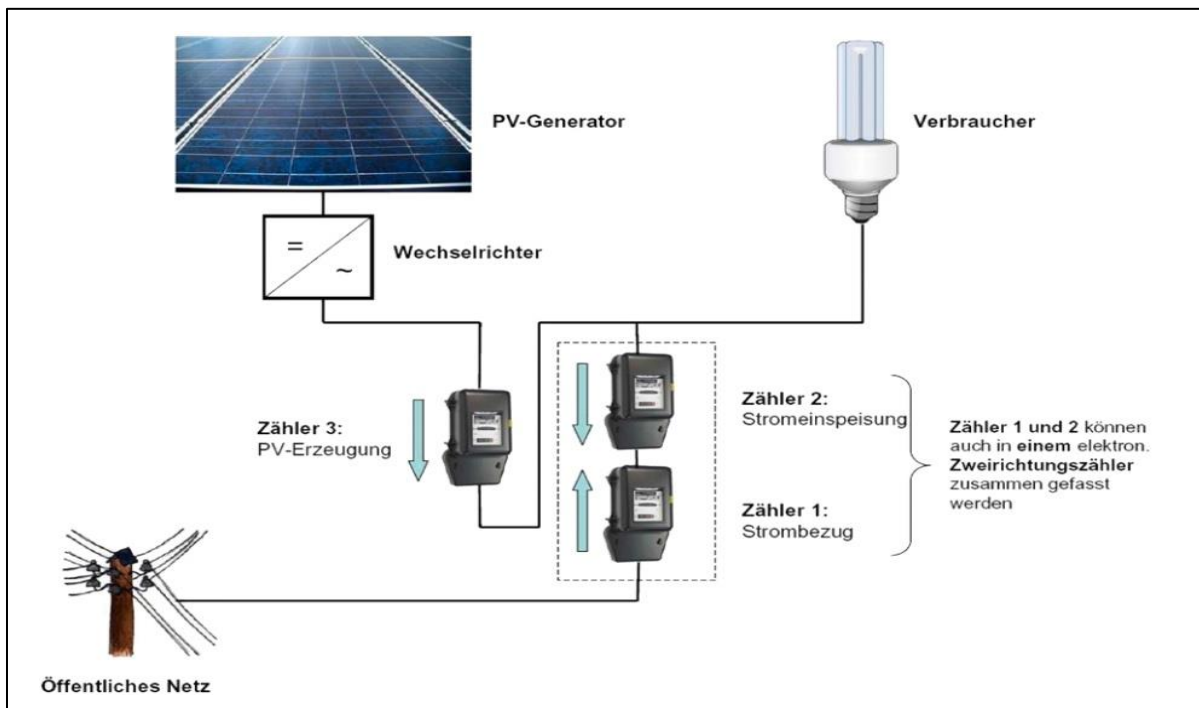 PV-Generator
Verbraucher
=
~
Wechselrichter
Zähler 3:
PV-Erzeugung
Zähler 2:
Stromeinspeisung
Zähler 1:
Strombezug
Zähler 1 und 2 können
auch in einem elektron.
Zweirichtungszähler
zusammen gefasst
werden
Öffentliches Netz